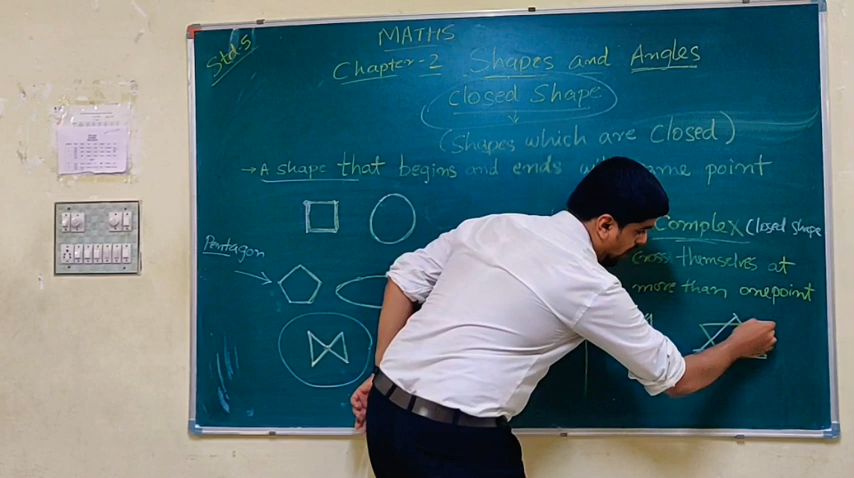 Std.5
MATHS
Chapter-2 Shapes and Angles
Closed Shape
(Shapes which are closed)
→ A shape that begins and ends ame point
Complex (Closed Shape
Pentagon
cross themselves at
more than one point